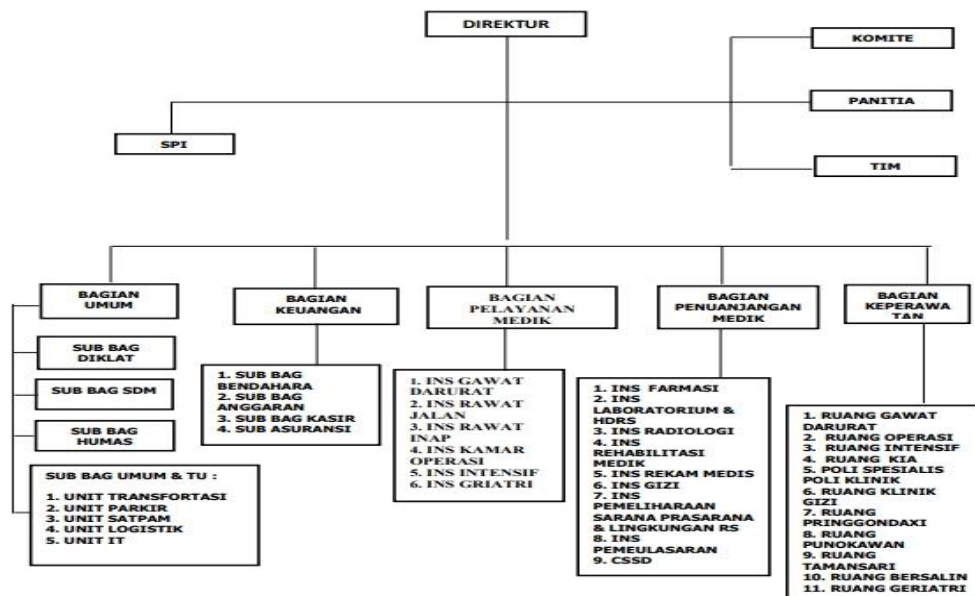 DIREKTUR
KOMITE
PANITIA
SPI
TIM
BAGIAN
UMUM
BAGIAN
KEUANGAN
BAGIAN
PELAYANAN
MEDIK
BAGIAN
PENUANJANGAN
MEDIK
BAGIAN
KEPERAWA
TAN
SUB BAG
DIKLAT
SUB BAG SDM
SUB BAG
HUMAS
SUB BAG UMUM & TU :
1. UNIT TRANSFORTASI
2. UNIT PARKIR
3. UNIT SATPAM
4. UNIT LOGISTIK
5. UNIT IT
1. SUB BAG
BENDAHARA
2. SUB BAG
ANGGARAN
3. SUB BAG KASIR
4. SUB ASURANSI
1. INS GAWAT
DARURAT
2. INS RAWAT
JALAN
3. INS RAWAT
INAP
4. INS KAMAR
OPERASI
5. INS INTENSIF
6. INS GRIATRI
1. INS FARMASI
2. INS
LABORATORIUM &
HDRS
3. INS RADIOLOGI
4. INS
REHABILITASI
MEDIK
5. INS REKAM MEDIS
6. INS GIZI
7. INS
PEMELIHARAAN
SARANA PRASARANA
& LINGKUNGAN RS
8. INS
PEMEULASARAN
9. CSSD
1. RUANG GAWAT
DARURAT
2. RUANG OPERASI
3. RUANG INTENSIF
4. RUANG KIA
5. POLI SPESIALIS
POLI KLINIK
6. RUANG KLINIK
GIZI
7. RUANG
PRINGGONDAXI
8. RUANG
PUNOKAWAN
9. RUANG
TAMANSARI
10. RUANG BERSALIN
11. RUANG GERIATRI